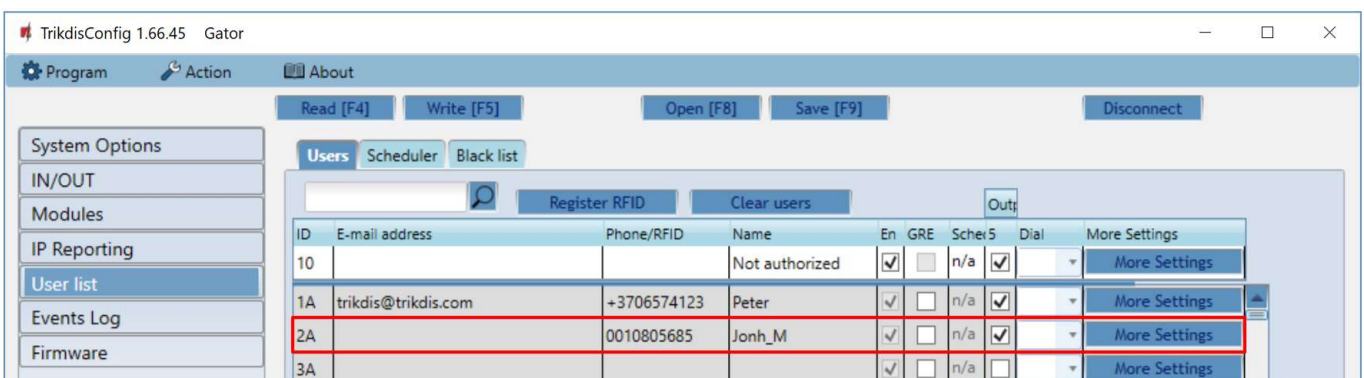 TrikdisConfig 1.66.45 Gator
Program Action About
Read [F4] Write [F5] Open [F8] Save [F9] Disconnect
System Options
IN/OUT
Modules
IP Reporting
User list
Events Log
Firmware
Users Scheduler Black list
Register RFID Clear users Outp
ID E-mail address Phone/RFID Name En GRE Sche 5 Dial More Settings
10 Not authorized n/a More Settings
1A trikdis@trikdis.com +3706574123 Peter n/a More Settings
2A 0010805685 Jonh_M n/a More Settings
3A n/a More Settings